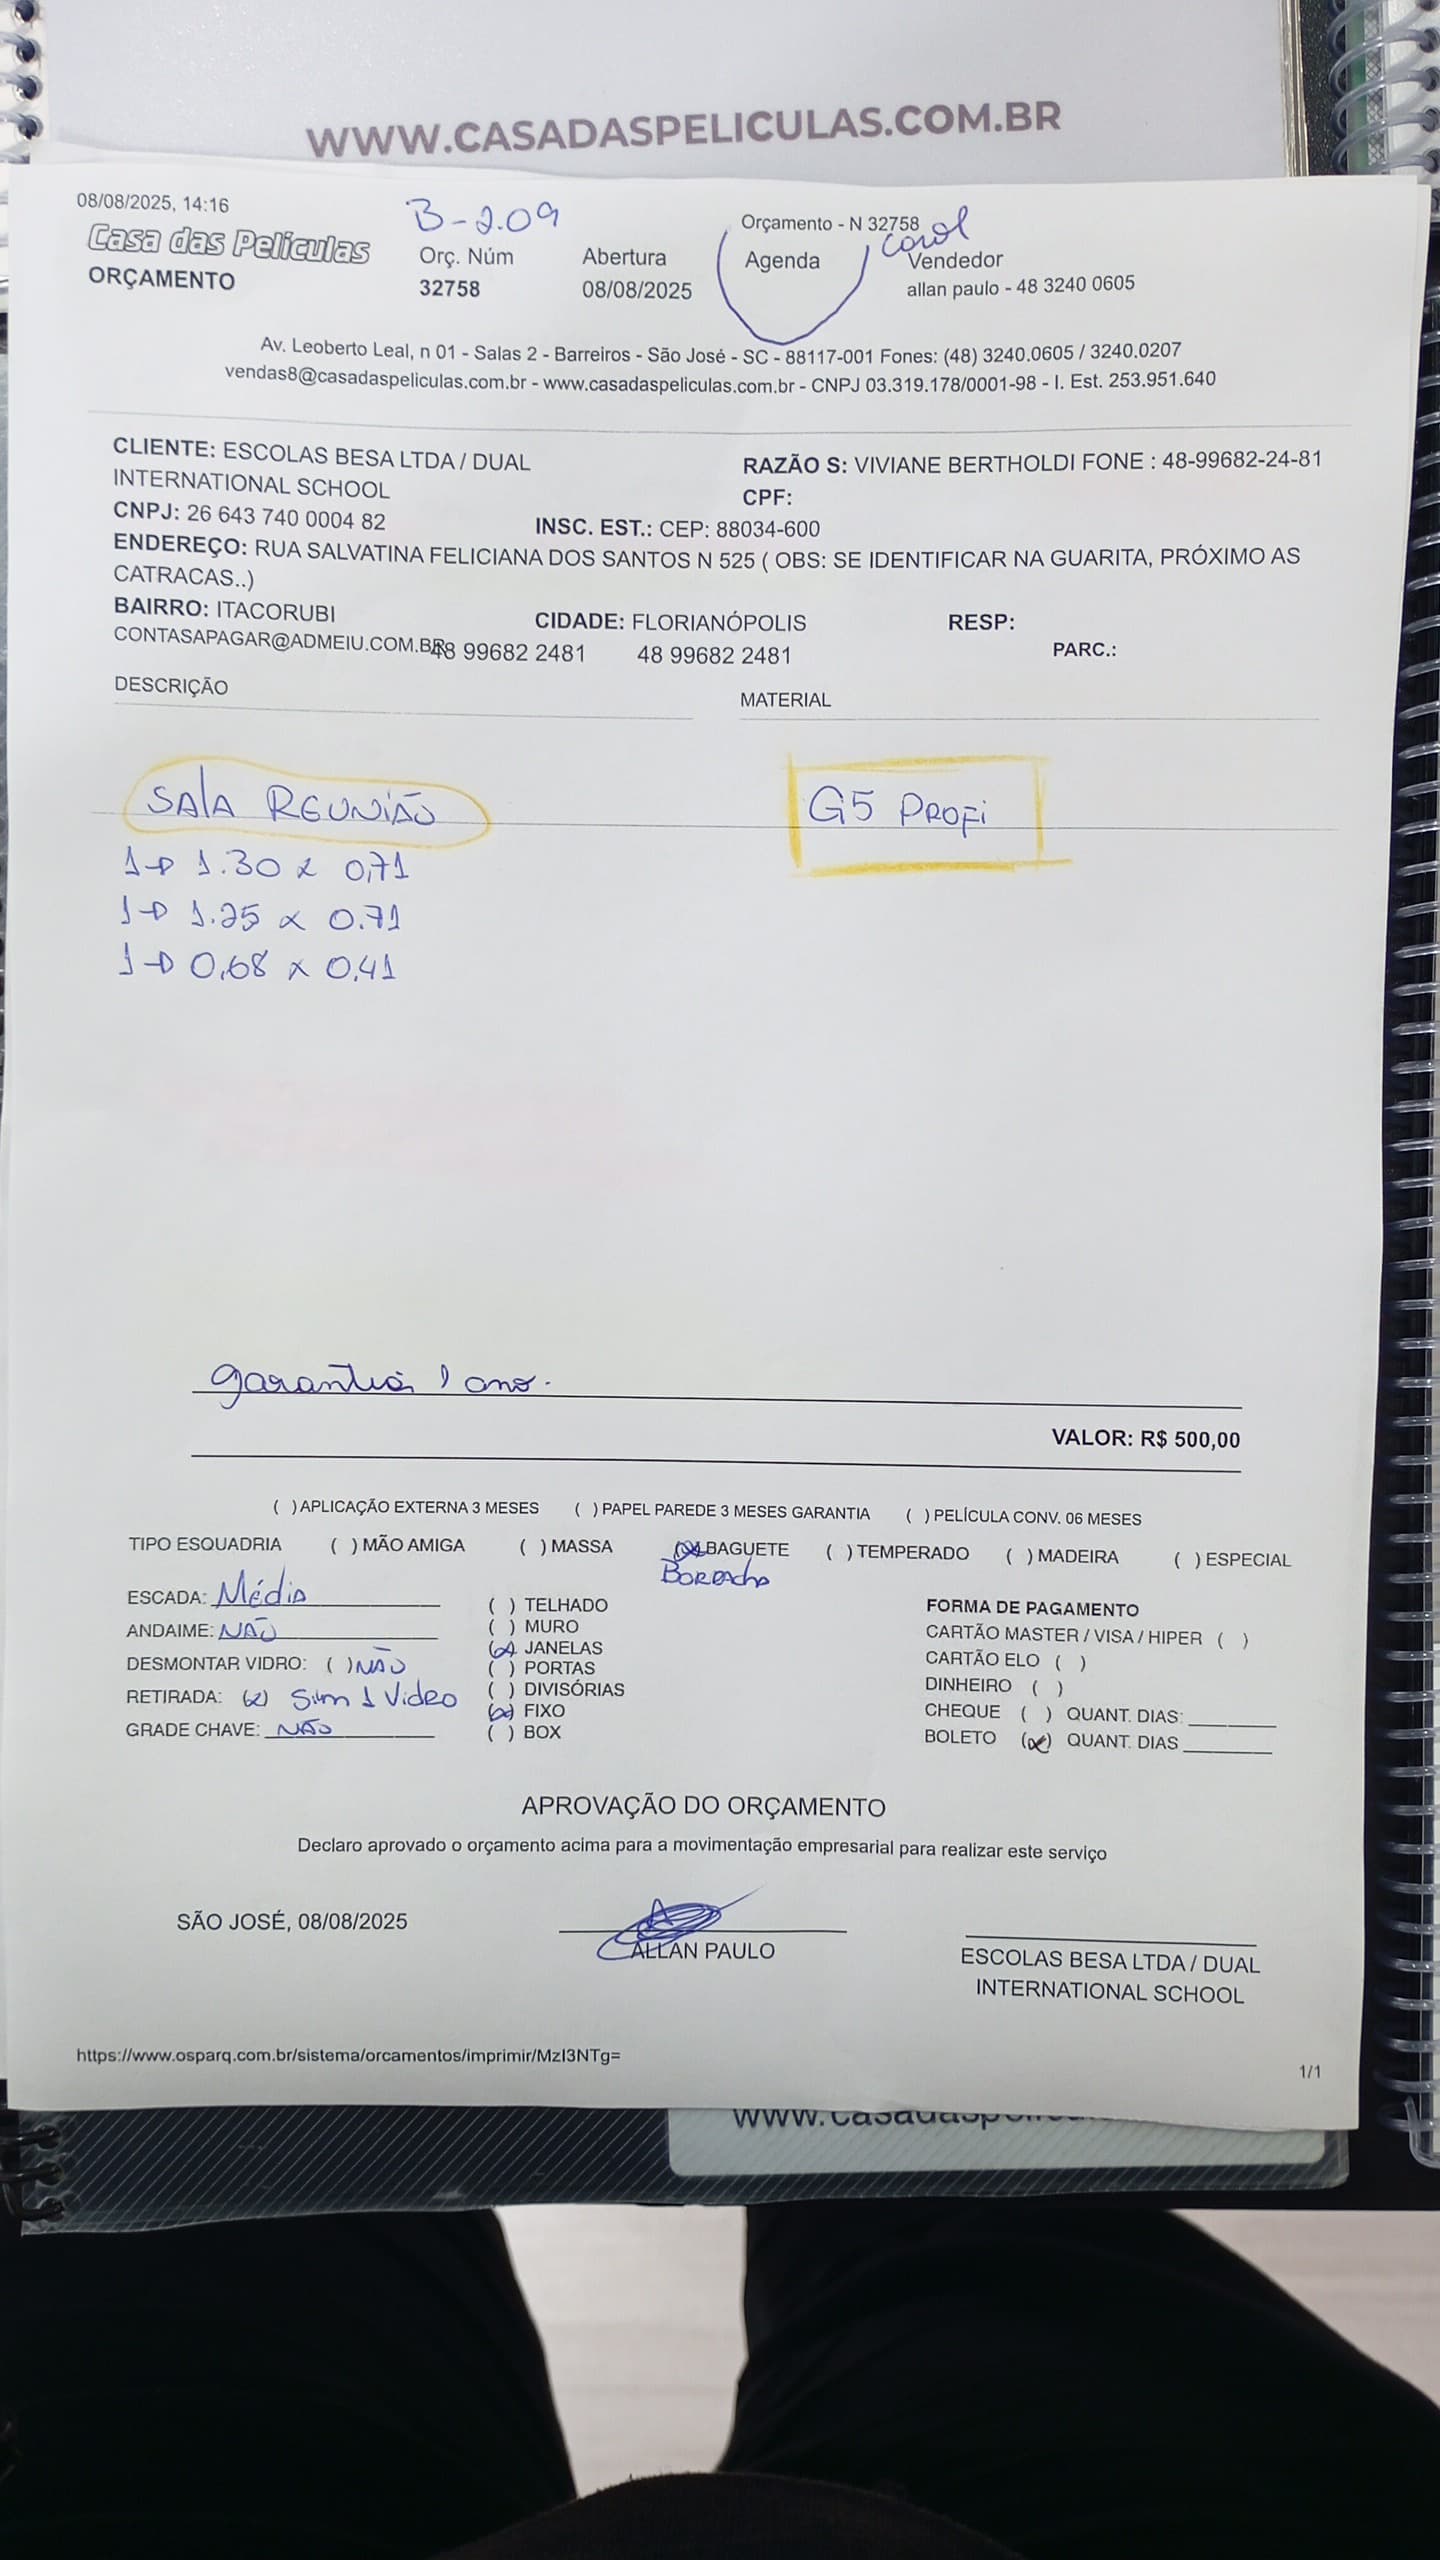 WWW.CASADASPELICULAS.COM.BR
08/08/2025, 14:16
B-2.09
Orçamento - N 32758
Carol
Casa das Películas
ORÇAMENTO
Orç. Núm
32758
Abertura
08/08/2025
Agenda
Vendedor
allan paulo - 48 3240 0605
Av. Leoberto Leal, n 01 - Salas 2 - Barreiros - São José - SC - 88117-001 Fones: (48) 3240.0605 / 3240.0207
vendas8@casadaspeliculas.com.br - www.casadaspeliculas.com.br - CNPJ 03.319.178/0001-98 - I. Est. 253.951.640
CLIENTE: ESCOLAS BESA LTDA / DUAL
INTERNATIONAL SCHOOL
RAZÃO S: VIVIANE BERTHOLDI FONE : 48-99682-24-81
CPF:
CNPJ: 26 643 740 0004 82
INSC. EST.: CEP: 88034-600
ENDEREÇO: RUA SALVATINA FELICIANA DOS SANTOS N 525 ( OBS: SE IDENTIFICAR NA GUARITA, PRÓXIMO AS
CATRACAS..)
BAIRRO: ITACORUBI
CIDADE: FLORIANÓPOLIS
RESP:
CONTASAPAGAR@ADMEIU.COM.BR
48 99682 2481
48 99682 2481
PARC.:
DESCRIÇÃO
MATERIAL
SALA REUNIÃO
G5 PROFI
1→ 1.30 x 0,71
1→ 1.25 x 0.71
1→ 0,68 x 0,41
garantia 1 ano.
VALOR: R$ 500,00
( ) APLICAÇÃO EXTERNA 3 MESES ( ) PAPEL PAREDE 3 MESES GARANTIA ( ) PELÍCULA CONV. 06 MESES
TIPO ESQUADRIA ( ) MÃO AMIGA ( ) MASSA (x) BAGUETE ( ) TEMPERADO ( ) MADEIRA ( ) ESPECIAL
Borracha
ESCADA: Média
ANDAIME: NÃO
DESMONTAR VIDRO: ( ) NÃO
RETIRADA: (x) Sim 1 Vidro
GRADE CHAVE: NÃO
( ) TELHADO
( ) MURO
(x) JANELAS
( ) PORTAS
( ) DIVISÓRIAS
(x) FIXO
( ) BOX
FORMA DE PAGAMENTO
CARTÃO MASTER / VISA / HIPER ( )
CARTÃO ELO ( )
DINHEIRO ( )
CHEQUE ( ) QUANT. DIAS:
BOLETO (x) QUANT. DIAS
APROVAÇÃO DO ORÇAMENTO
Declaro aprovado o orçamento acima para a movimentação empresarial para realizar este serviço
SÃO JOSÉ, 08/08/2025
ALLAN PAULO
ESCOLAS BESA LTDA / DUAL
INTERNATIONAL SCHOOL
https://www.osparq.com.br/sistema/orcamentos/imprimir/MzI3NTg=
1/1